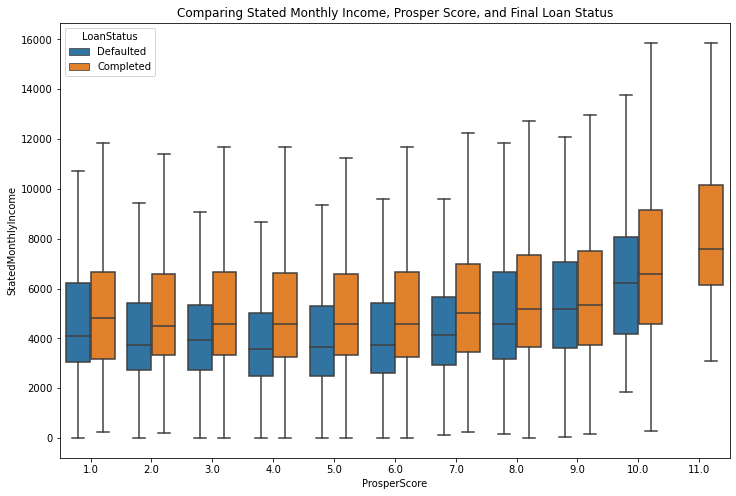 Comparing Stated Monthly Income, Prosper Score, and Final Loan Status
LoanStatus
Defaulted
Completed
16000
14000
12000
10000
8000
6000
4000
2000
0
StatedMonthlyIncome
1.0 2.0 3.0 4.0 5.0 6.0 7.0 8.0 9.0 10.0 11.0
ProsperScore